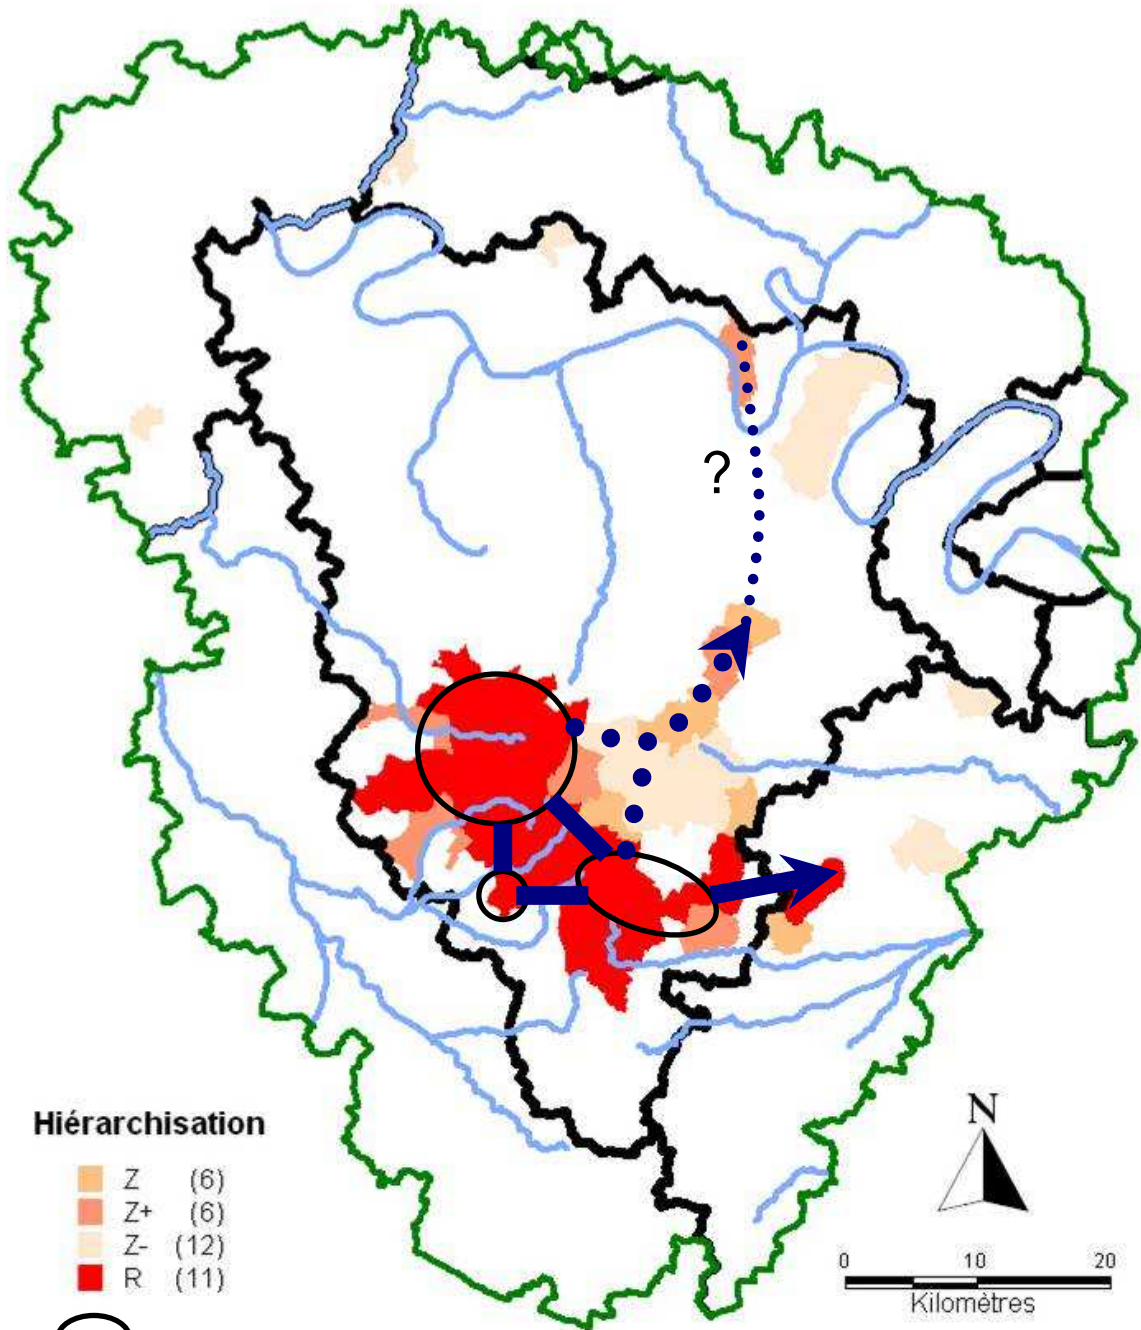 ?
Hiérarchisation
Z (6)
Z+ (6)
Z- (12)
R (11)
N
0 10 20
Kilomètres